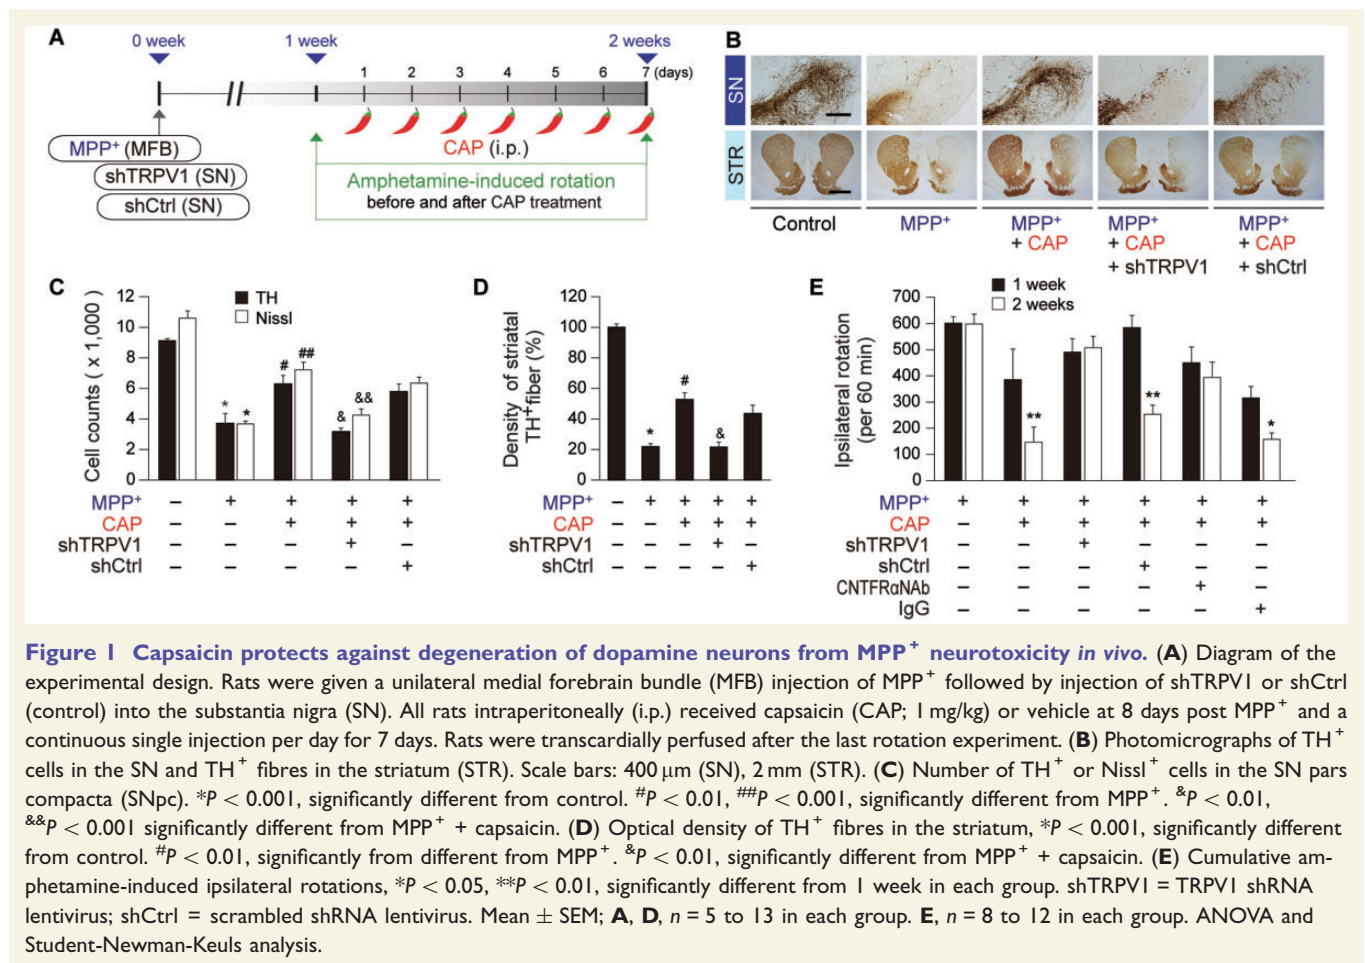 A
0 week
1 week
2 weeks
1 2 3 4 5 6 7 (days)
MPP⁺ (MFB)
shTRPV1 (SN)
shCtrl (SN)
CAP (i.p.)
Amphetamine-induced rotation
before and after CAP treatment
B
SN
STR
Control
MPP⁺
MPP⁺
+ CAP
MPP⁺
+ CAP
+ shTRPV1
MPP⁺
+ CAP
+ shCtrl
C
TH
Nissl
Cell counts ( x 1,000)
12
10
8
6
4
2
0
*
*
#
##
&
&&
MPP⁺ – + + + +
CAP – – + + +
shTRPV1 – – – + –
shCtrl – – – – +
D
Density of striatal
TH⁺fiber (%)
120
100
80
60
40
20
0
*
#
&
MPP⁺ – + + + +
CAP – – + + +
shTRPV1 – – – + –
shCtrl – – – – +
E
1 week
2 weeks
Ipsilateral rotation
(per 60 min)
700
600
500
400
300
200
100
0
**
**
*
MPP⁺ + + + + + +
CAP – + + + + +
shTRPV1 – – + – – –
shCtrl – – – + – –
CNTFRαNAb – – – – + –
IgG – – – – – +
Figure 1 Capsaicin protects against degeneration of dopamine neurons from MPP⁺ neurotoxicity in vivo. (A) Diagram of the
experimental design. Rats were given a unilateral medial forebrain bundle (MFB) injection of MPP⁺ followed by injection of shTRPV1 or shCtrl
(control) into the substantia nigra (SN). All rats intraperitoneally (i.p.) received capsaicin (CAP; 1 mg/kg) or vehicle at 8 days post MPP⁺ and a
continuous single injection per day for 7 days. Rats were transcardially perfused after the last rotation experiment. (B) Photomicrographs of TH⁺
cells in the SN and TH⁺ fibres in the striatum (STR). Scale bars: 400 μm (SN), 2 mm (STR). (C) Number of TH⁺ or Nissl⁺ cells in the SN pars
compacta (SNpc). *P < 0.001, significantly different from control. #P < 0.01, ##P < 0.001, significantly different from MPP⁺. &P < 0.01,
&&P < 0.001 significantly different from MPP⁺ + capsaicin. (D) Optical density of TH⁺ fibres in the striatum, *P < 0.001, significantly different
from control. #P < 0.01, significantly from different from MPP⁺. &P < 0.01, significantly different from MPP⁺ + capsaicin. (E) Cumulative am-
phetamine-induced ipsilateral rotations, *P < 0.05, **P < 0.01, significantly different from 1 week in each group. shTRPV1 = TRPV1 shRNA
lentivirus; shCtrl = scrambled shRNA lentivirus. Mean ± SEM; A, D, n = 5 to 13 in each group. E, n = 8 to 12 in each group. ANOVA and
Student-Newman-Keuls analysis.